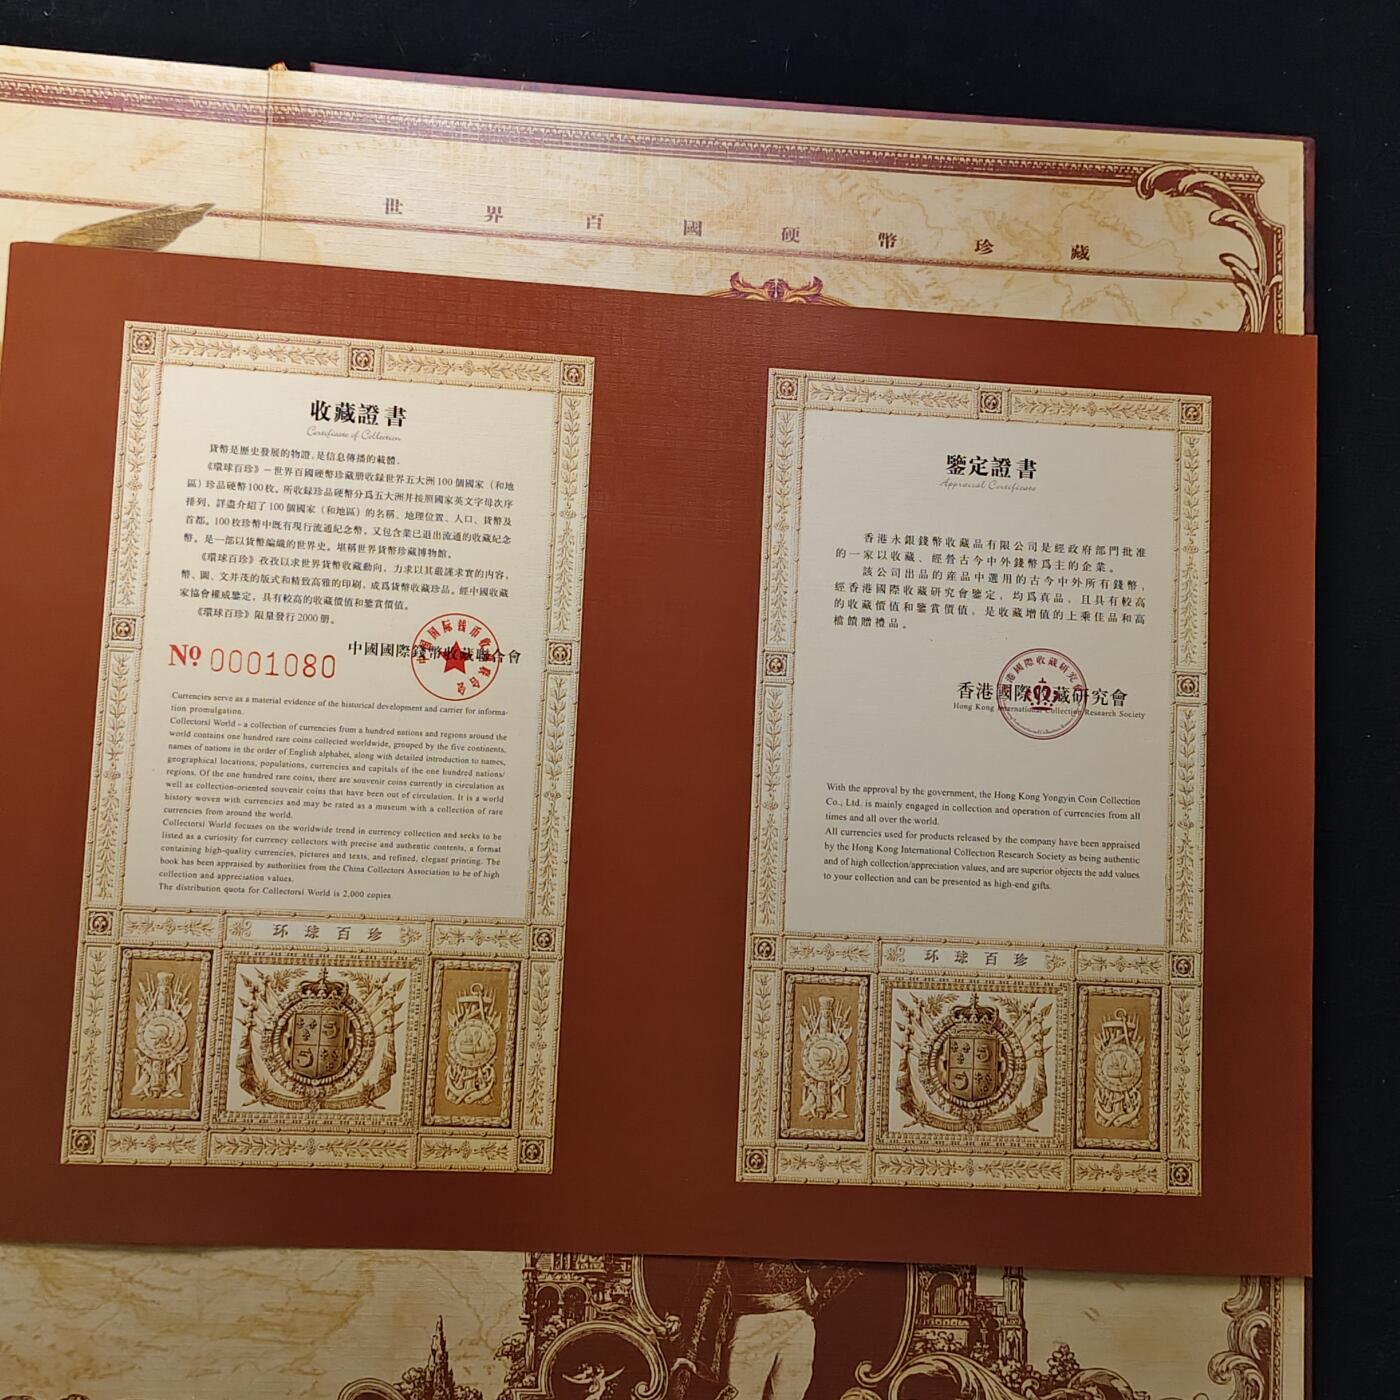 世界百國硬幣珍藏
收藏證書
Certificate of Collection
貨幣是歷史發展的物證,是信息傳播的載體.
《環球百珍》－世界百國硬幣珍藏册收録世界五大洲100個國家（和地
區）珍品硬幣100枚。所收録珍品硬幣分爲五大洲并按照國家英文字母次序
排列，詳盡介紹了100個國家（和地區）的名稱、地理位置、人口、貨幣及
首都。100枚珍幣中既有現行流通紀念幣，又包含業已退出流通的收藏紀念
幣。是一部以貨幣編織的世界史。堪稱世界貨幣珍藏博物館。
《環球百珍》孜孜以求世界貨幣收藏動向，力求以其嚴謹求實的内容，
幣、圖、文并茂的版式和精致高雅的印刷，成爲貨幣收藏珍品。經中國收藏
家協會權威鑒定，具有較高的收藏價值和鑒賞價值。
《環球百珍》限量發行2000册。
中國國際錢幣收藏聯合會
№ 0001080
Currencies serve as a material evidence of the historical development and carrier for informa-
tion promulgation.
Collectorsl World - a collection of currencies from a hundred nations and regions around the
world contains one hundred rare coins collected worldwide, grouped by the five continents,
names of nations in the order of English alphabet, along with detailed introduction to names,
geographical locations, populations, currencies and capitals of the one hundred nations/
regions. Of the one hundred rare coins, there are souvenir coins currently in circulation as
well as collection-oriented souvenir coins that have been out of circulation. It is a world
history woven with currencies and may be rated as a museum with a collection of rare
currencies from around the world.
Collectorsl World focuses on the worldwide trend in currency collection and seeks to be
listed as a curiosity for currency collectors with precise and authentic contents, a format
containing high-quality currencies, pictures and texts, and refined, elegant printing. The
book has been appraised by authorities from the China Collectors Association to be of high
collection and appreciation values.
The distribution quota for Collectorsl World is 2,000 copies.
环球百珍
鑒定證書
Appraisal Certificate
香港永銀錢幣收藏品有限公司是經政府部門批准
的一家以收藏、經營古今中外錢幣爲主的企業。
該公司出品的産品中選用的古今中外所有錢幣，
經香港國際收藏研究會鑒定，均爲真品，且具有較高
的收藏價值和鑒賞價值，是收藏增值的上乘佳品和高
檔饋贈禮品。
香港國際收藏研究會
Hong Kong International Collection Research Society
With the approval by the government, the Hong Kong Yongyin Coin Collection
Co., Ltd. is mainly engaged in collection and operation of currencies from all
times and all over the world.
All currencies used for products released by the company have been appraised
by the Hong Kong International Collection Research Society as being authentic
and of high collection/appreciation values, and are superior objects the add values
to your collection and can be presented as high-end gifts.
环球百珍